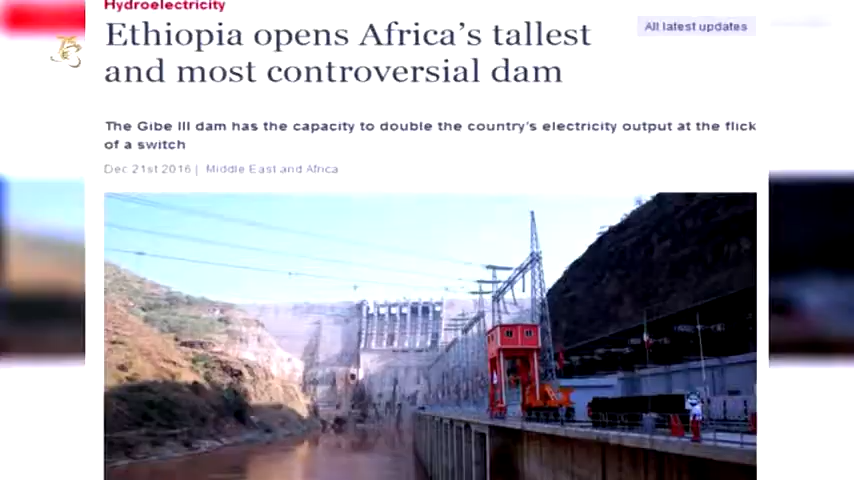 Hydroelectricity
Ethiopia opens Africa's tallest
and most controversial dam
All latest updates
The Gibe III dam has the capacity to double the country's electricity output at the flick
of a switch
Dec 21st 2016 | Middle East and Africa